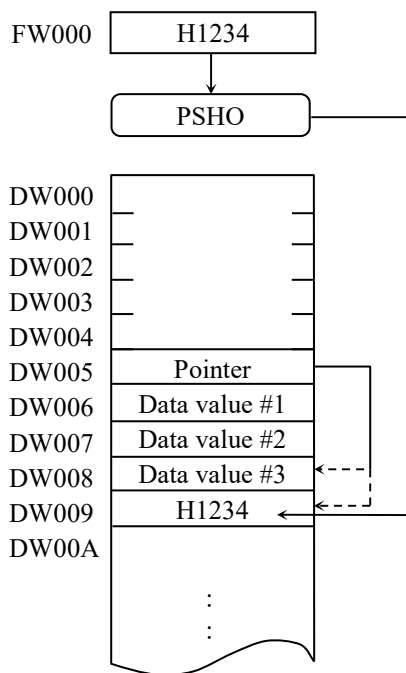 FW000 H1234
PSHO
DW000
DW001
DW002
DW003
DW004
DW005 Pointer
DW006 Data value #1
DW007 Data value #2
DW008 Data value #3
DW009 H1234
DW00A
:
: